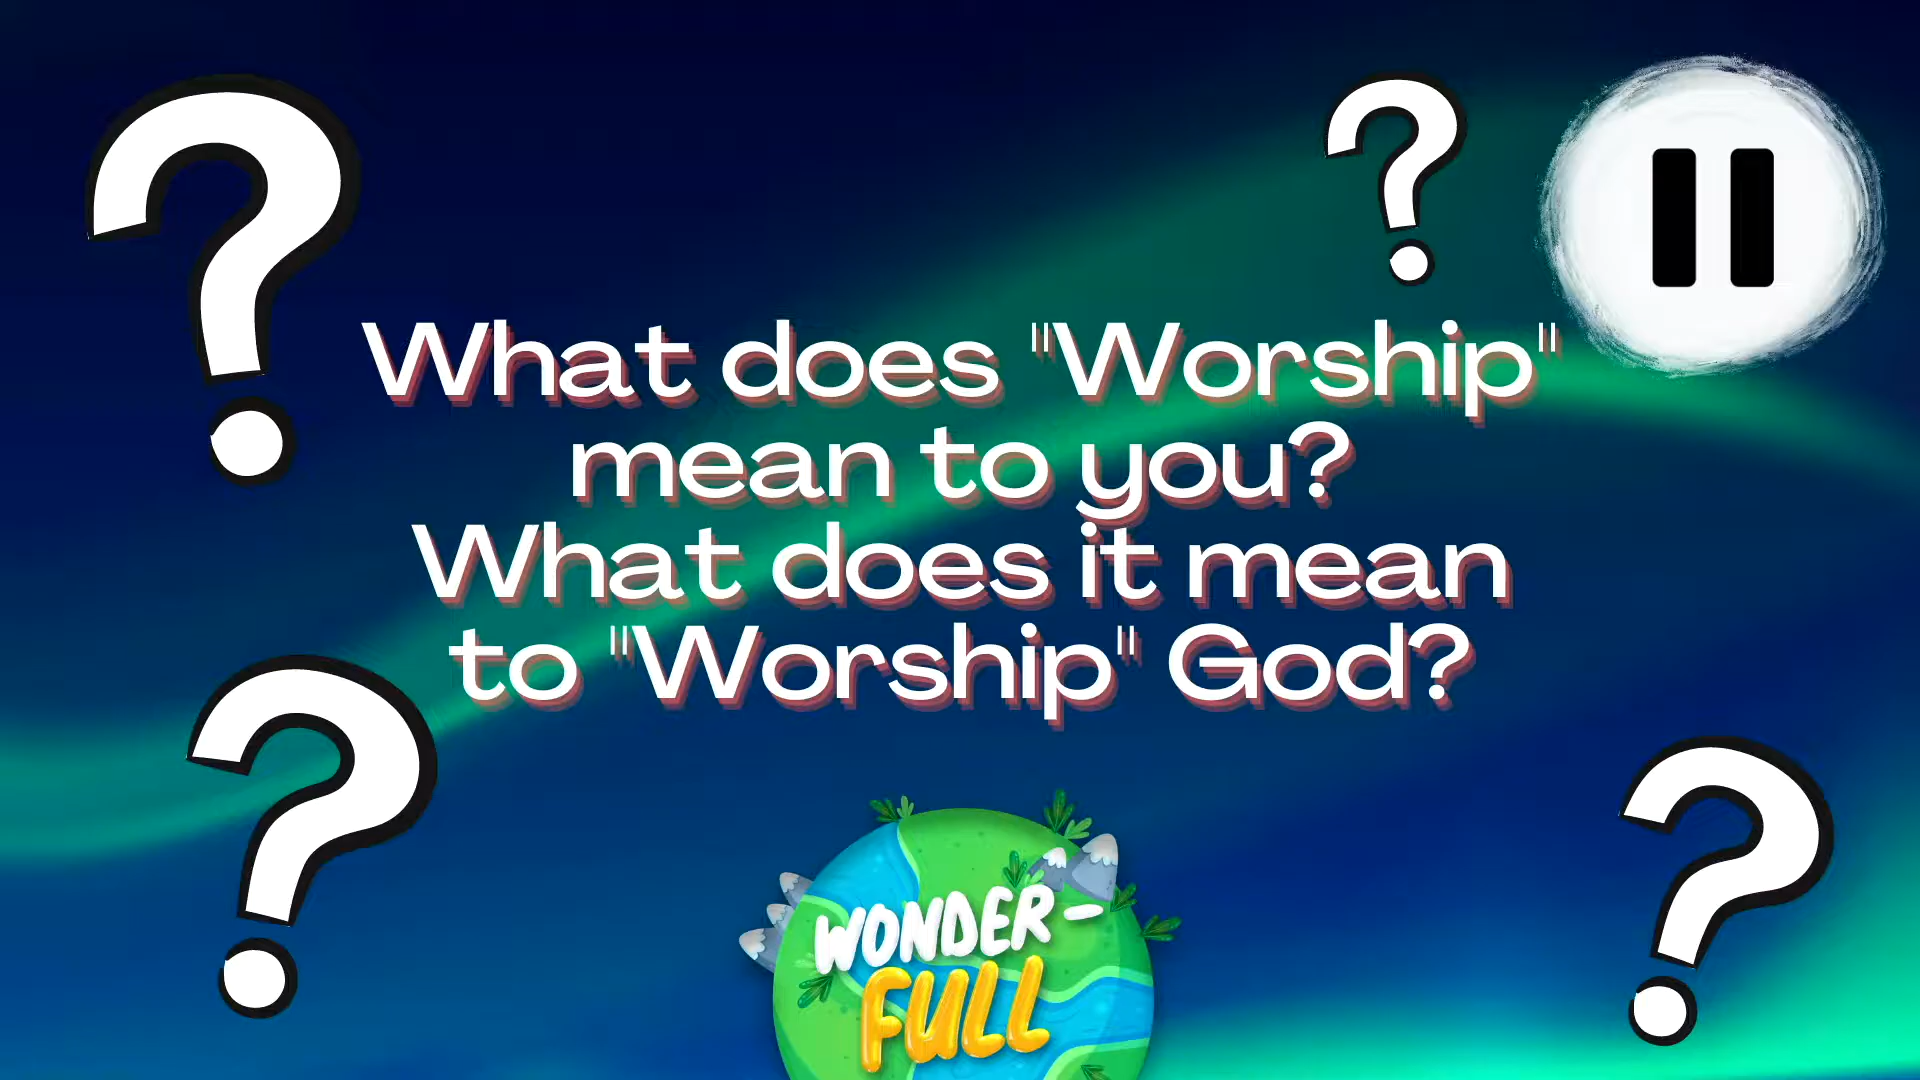 What does "Worship"
mean to you?
What does it mean
to "Worship" God?
WONDER-
FULL